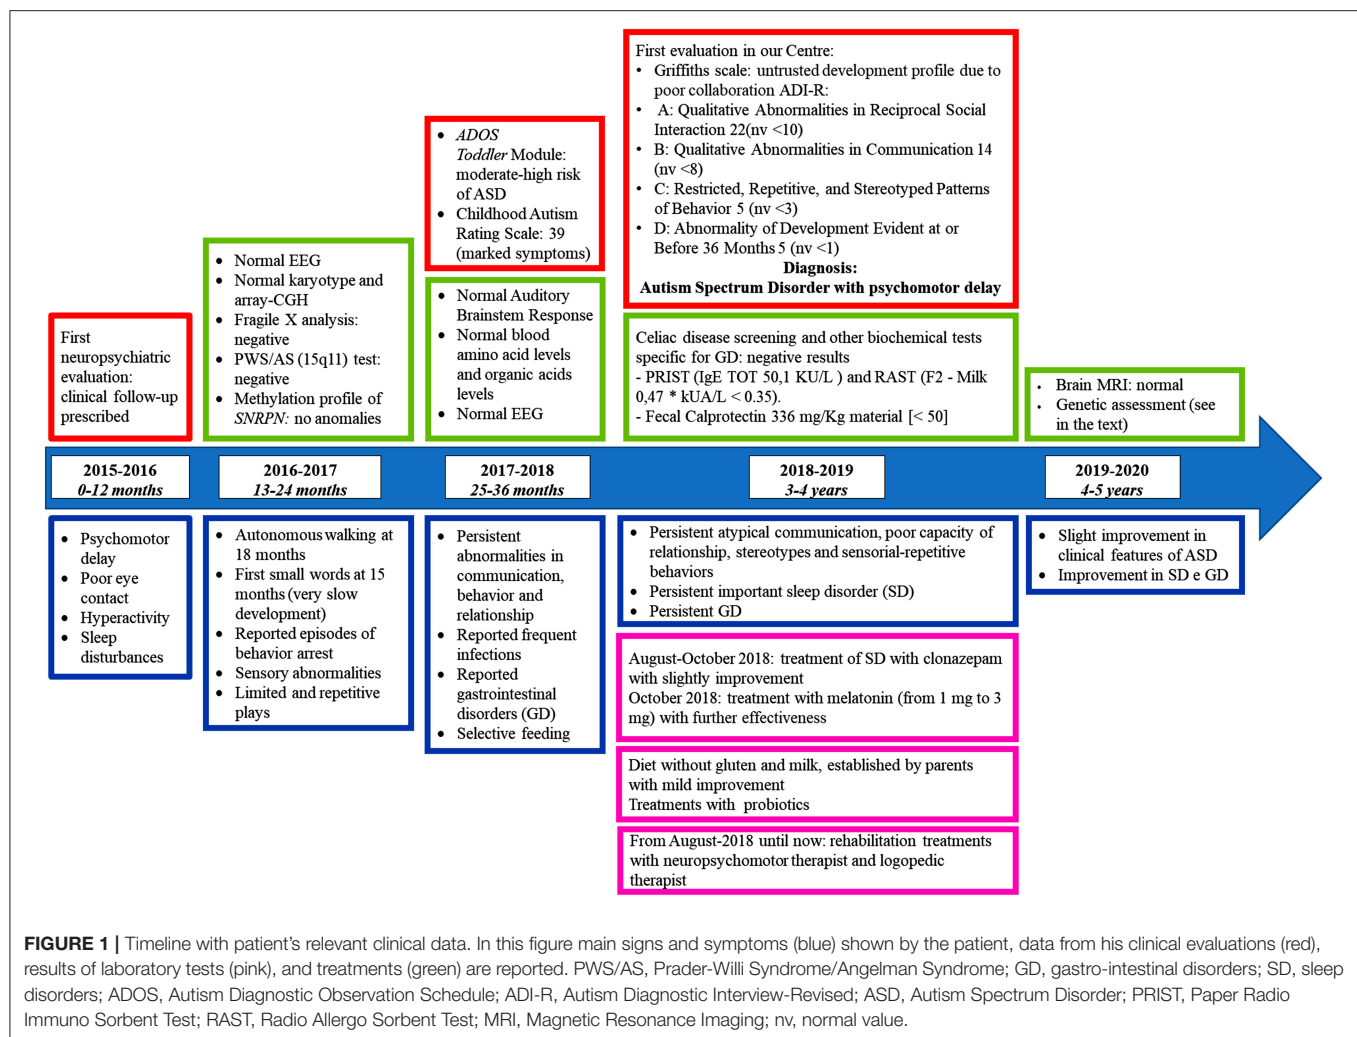 First evaluation in our Centre:
• Griffiths scale: untrusted development profile due to
poor collaboration ADI-R:
• A: Qualitative Abnormalities in Reciprocal Social
Interaction 22(nv <10)
• B: Qualitative Abnormalities in Communication 14
(nv <8)
• C: Restricted, Repetitive, and Stereotyped Patterns
of Behavior 5 (nv <3)
• D: Abnormality of Development Evident at or
Before 36 Months 5 (nv <1)
Diagnosis:
Autism Spectrum Disorder with psychomotor delay
• ADOS
Toddler Module:
moderate-high risk
of ASD
• Childhood Autism
Rating Scale: 39
(marked symptoms)
First
neuropsychiatric
evaluation:
clinical follow-up
prescribed
• Normal EEG
• Normal karyotype and
array-CGH
• Fragile X analysis:
negative
• PWS/AS (15q11) test:
negative
• Methylation profile of
SNRPN: no anomalies
• Normal Auditory
Brainstem Response
• Normal blood
amino acid levels
and organic acids
levels
• Normal EEG
Celiac disease screening and other biochemical tests
specific for GD: negative results
- PRIST (IgE TOT 50,1 KU/L ) and RAST (F2 - Milk
0,47 * kUA/L < 0.35).
- Fecal Calprotectin 336 mg/Kg material [< 50]
• Brain MRI: normal
• Genetic assessment (see
in the text)
2015-2016
0-12 months
2016-2017
13-24 months
2017-2018
25-36 months
2018-2019
3-4 years
2019-2020
4-5 years
• Psychomotor
delay
• Poor eye
contact
• Hyperactivity
• Sleep
disturbances
• Autonomous walking at
18 months
• First small words at 15
months (very slow
development)
• Reported episodes of
behavior arrest
• Sensory abnormalities
• Limited and repetitive
plays
• Persistent
abnormalities in
communication,
behavior and
relationship
• Reported frequent
infections
• Reported
gastrointestinal
disorders (GD)
• Selective feeding
• Persistent atypical communication, poor capacity of
relationship, stereotypes and sensorial-repetitive
behaviors
• Persistent important sleep disorder (SD)
• Persistent GD
• Slight improvement in
clinical features of ASD
• Improvement in SD e GD
August-October 2018: treatment of SD with clonazepam
with slightly improvement
October 2018: treatment with melatonin (from 1 mg to 3
mg) with further effectiveness
Diet without gluten and milk, established by parents
with mild improvement
Treatments with probiotics
From August-2018 until now: rehabilitation treatments
with neuropsychomotor therapist and logopedic
therapist
FIGURE 1 | Timeline with patient's relevant clinical data. In this figure main signs and symptoms (blue) shown by the patient, data from his clinical evaluations (red),
results of laboratory tests (pink), and treatments (green) are reported. PWS/AS, Prader-Willi Syndrome/Angelman Syndrome; GD, gastro-intestinal disorders; SD, sleep
disorders; ADOS, Autism Diagnostic Observation Schedule; ADI-R, Autism Diagnostic Interview-Revised; ASD, Autism Spectrum Disorder; PRIST, Paper Radio
Immuno Sorbent Test; RAST, Radio Allergo Sorbent Test; MRI, Magnetic Resonance Imaging; nv, normal value.